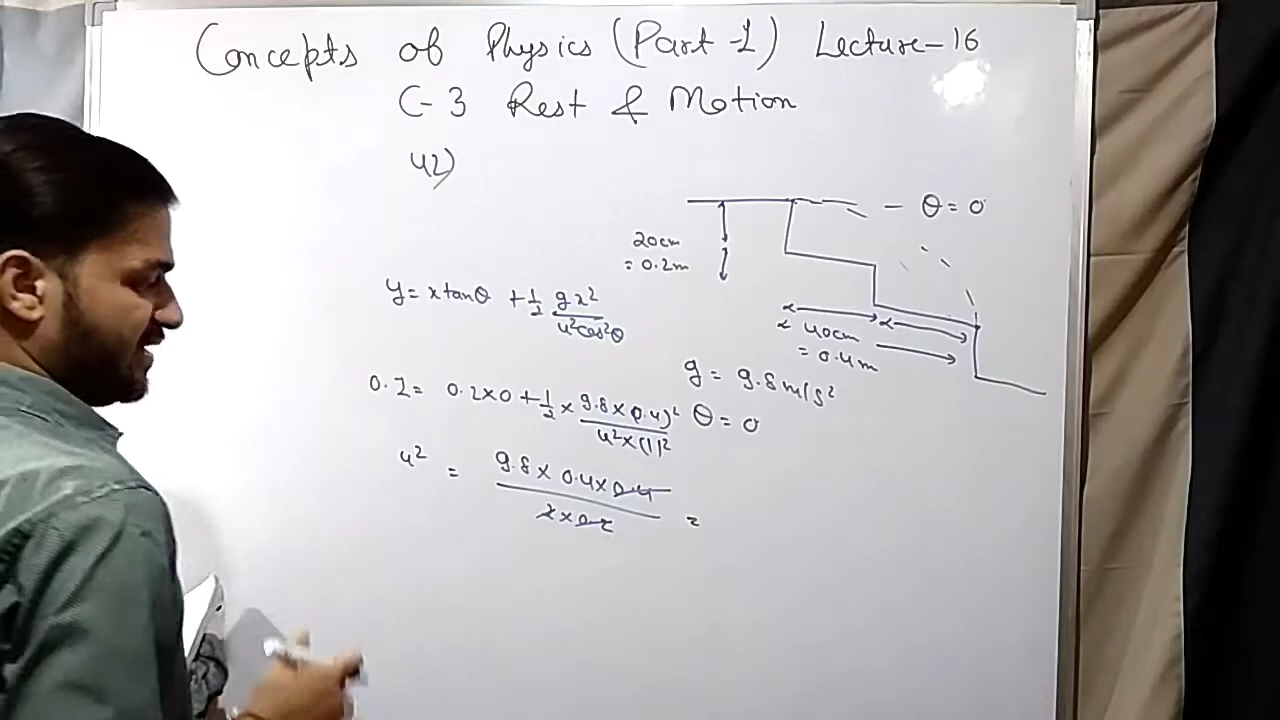 Concepts of Physics (Part-1) Lecture-16
C-3 Rest & Motion
42)
θ = 0
20cm
= 0.2m
y = x tanθ + 1/2 gx²/u²cos²θ
40cm
= 0.4m
g = 9.8m/s²
0.2 = 0.2×0 + 1/2 × 9.8×(0.4)²/u²×(1)² θ = 0
u² = 9.8 × 0.4×0.4/2×0.2 =